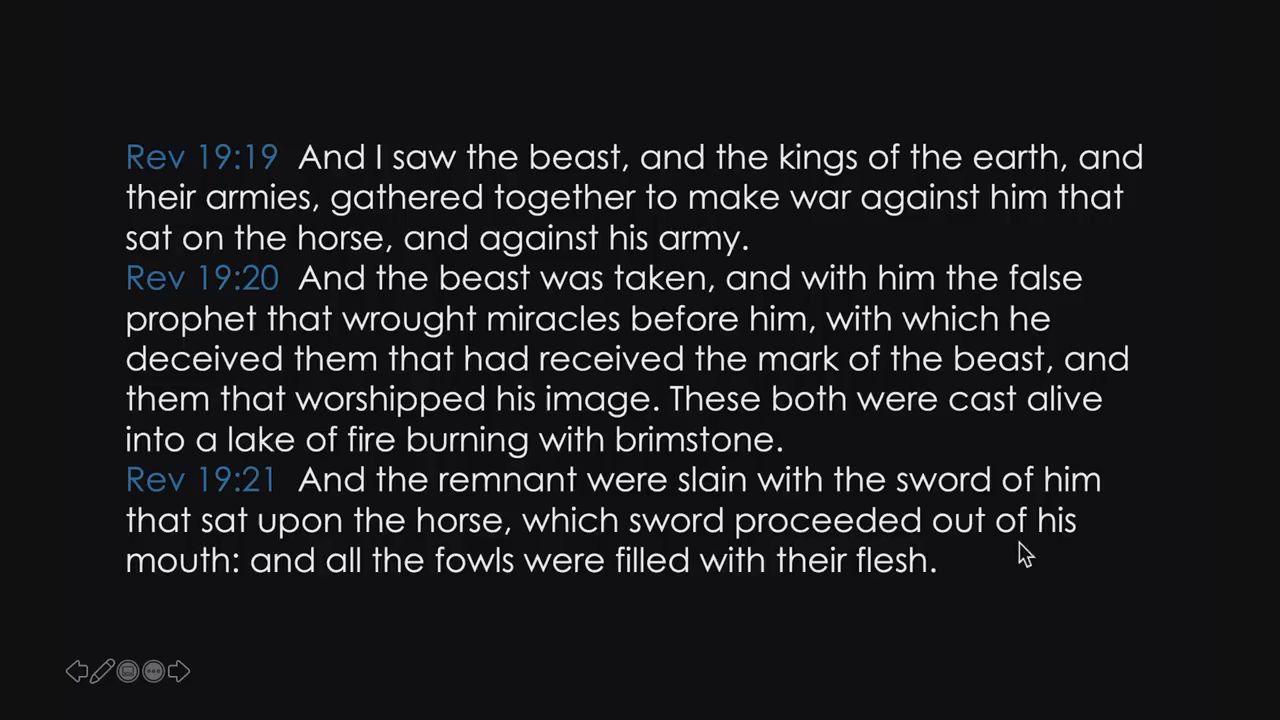 Rev 19:19  And I saw the beast, and the kings of the earth, and
their armies, gathered together to make war against him that
sat on the horse, and against his army.
Rev 19:20  And the beast was taken, and with him the false
prophet that wrought miracles before him, with which he
deceived them that had received the mark of the beast, and
them that worshipped his image. These both were cast alive
into a lake of fire burning with brimstone.
Rev 19:21  And the remnant were slain with the sword of him
that sat upon the horse, which sword proceeded out of his
mouth: and all the fowls were filled with their flesh.